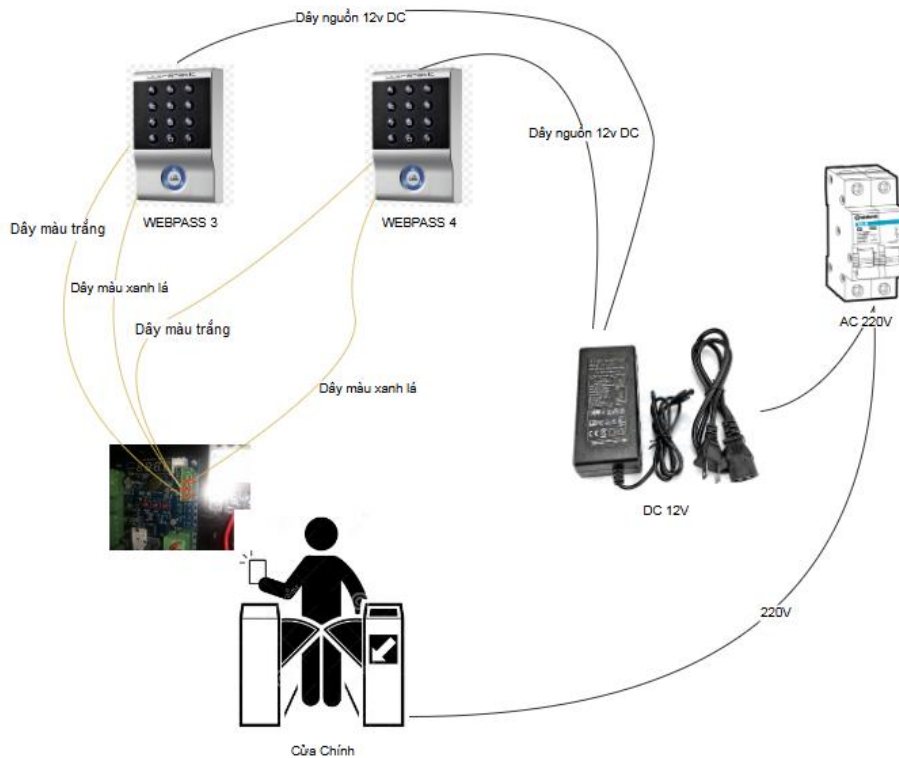 Dây nguồn 12v DC
Dây nguồn 12v DC
WEBPASS 3
WEBPASS 4
Dây màu trắng
Dây màu xanh lá
Dây màu trắng
Dây màu xanh lá
AC 220V
DC 12V
220V
Cửa Chính